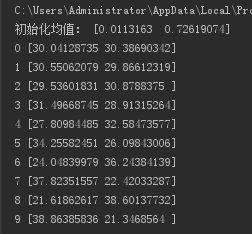 C:\Users\Administrator\AppData\Local\Pro
初始化均值: [0.0113163  0.72619074]
0 [30.04128735 30.38690342]
1 [30.55062079 29.86612319]
2 [29.53601831 30.8788375 ]
3 [31.49668745 28.91315264]
4 [27.80984485 32.58473577]
5 [34.25582451 26.09843006]
6 [24.04839979 36.24384139]
7 [37.82351557 22.42033287]
8 [21.61862617 38.60137732]
9 [38.86385836 21.3468564 ]